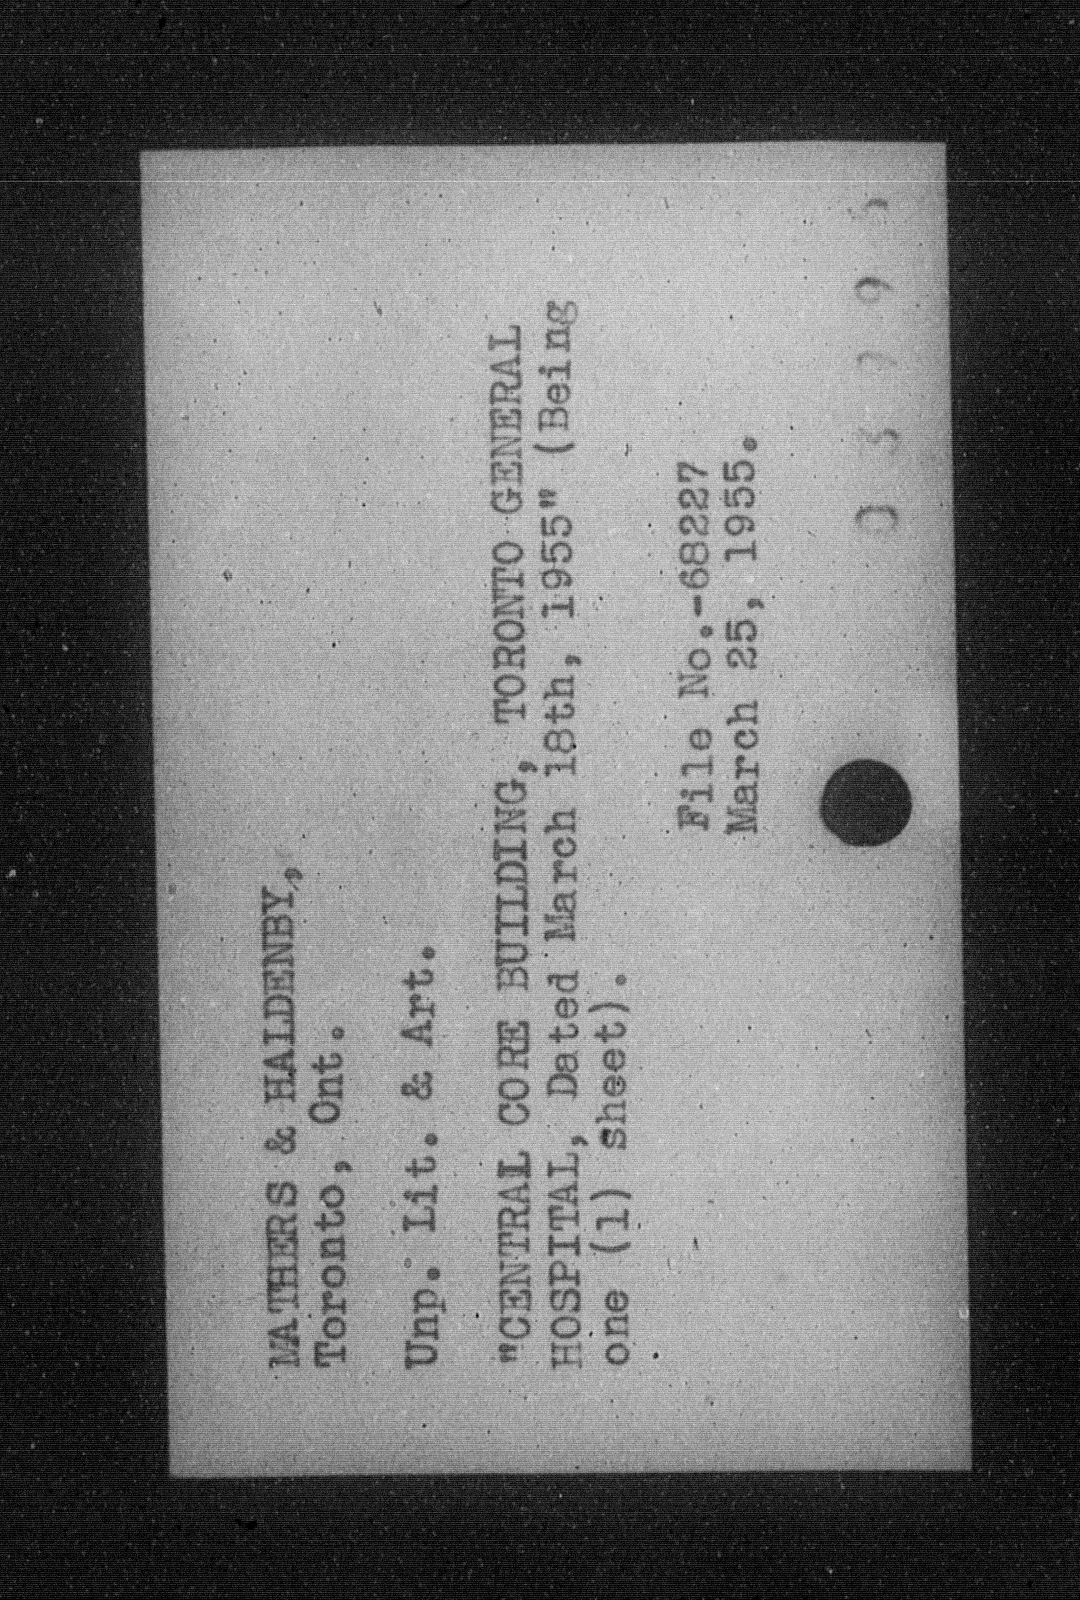 MATHERS & HALDENBY,
Toronto, Ont.
Unp. Lit. & Art.
"CENTRAL CORE BUILDING, TORONTO GENERAL
HOSPITAL, Dated March 18th, 1955" (Being
one (1) sheet).
File No.-68227
March 25, 1955.